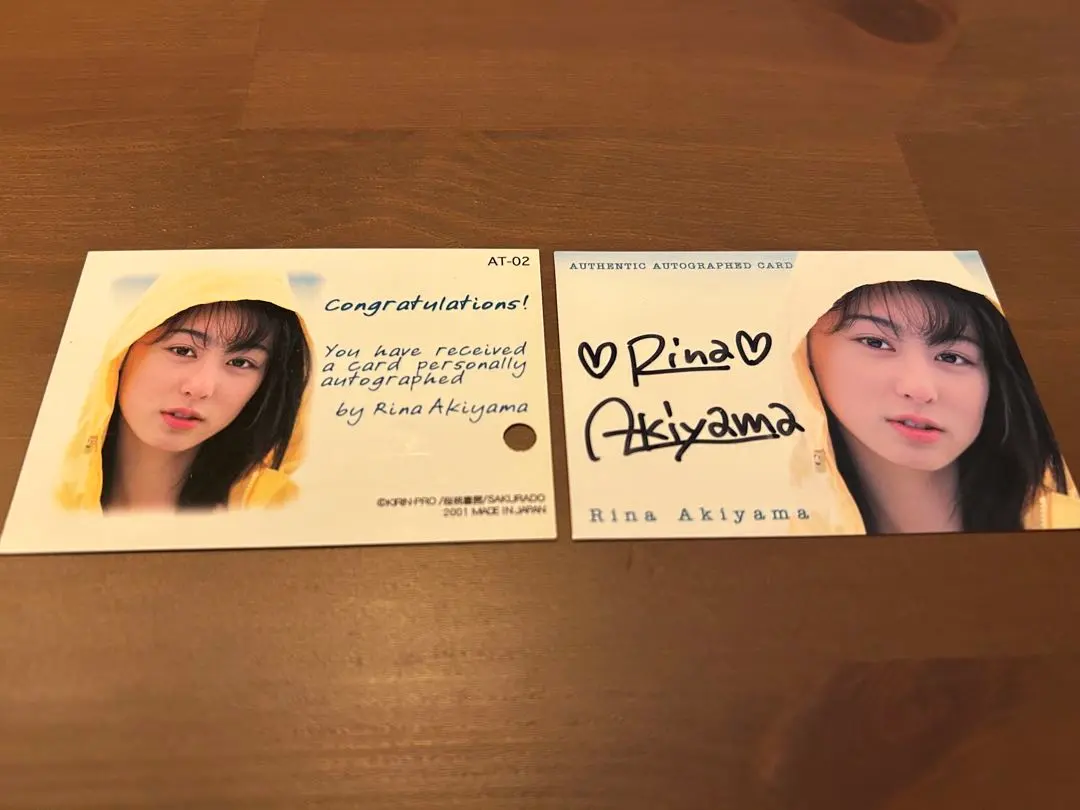 AT-02
Congratulations!
You have received
a card personally
autographed
by Rina Akiyama
©KIRIN-PRO /桜桃書房/SAKURADO
2001 MADE IN JAPAN
AUTHENTIC AUTOGRAPHED CARD
♡Rina♡
Akiyama
Rina Akiyama